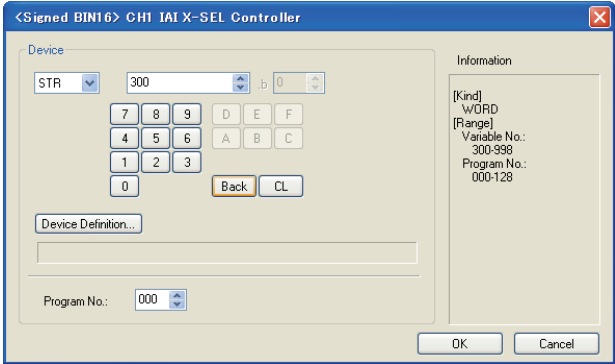 <Signed BIN16> CH1 IAI X-SEL Controller
Device
STR 300 .b 0
7 8 9 D E F
4 5 6 A B C
1 2 3
0 Back CL
Device Definition...
Program No.: 000
Information
[Kind]
WORD
[Range]
Variable No.:
300-998
Program No.:
000-128
OK Cancel